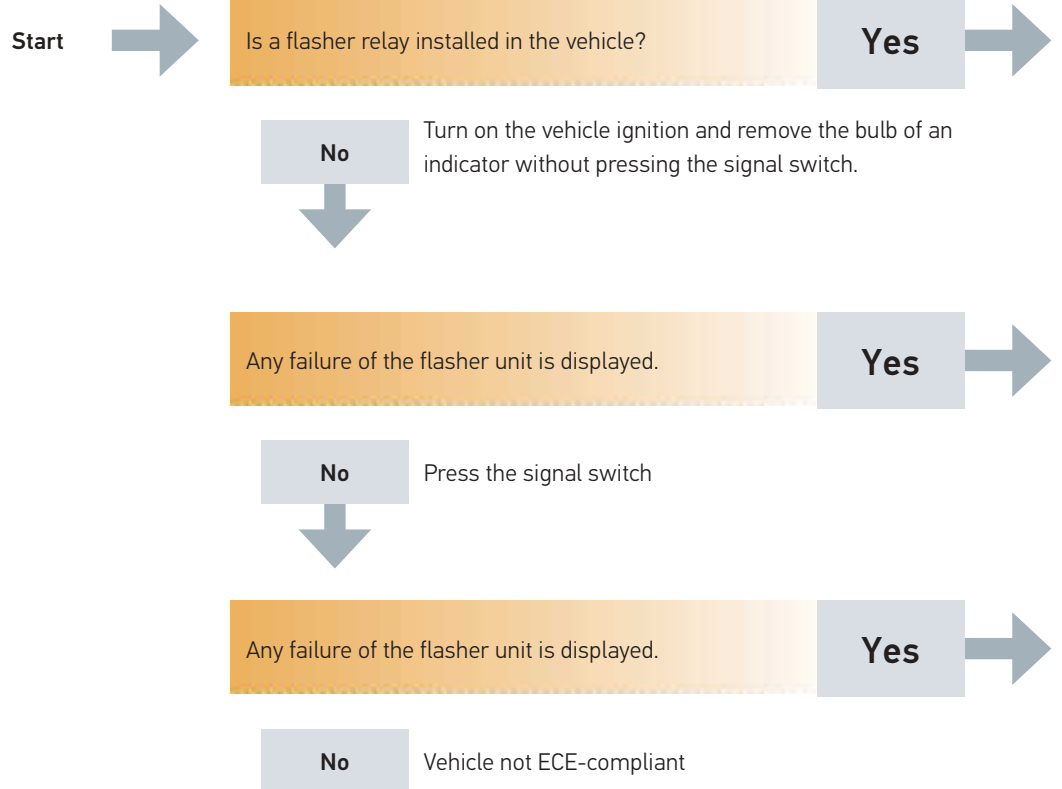 Start
Is a flasher relay installed in the vehicle?
Yes
No
Turn on the vehicle ignition and remove the bulb of an
indicator without pressing the signal switch.
Any failure of the flasher unit is displayed.
Yes
No
Press the signal switch
Any failure of the flasher unit is displayed.
Yes
No
Vehicle not ECE-compliant